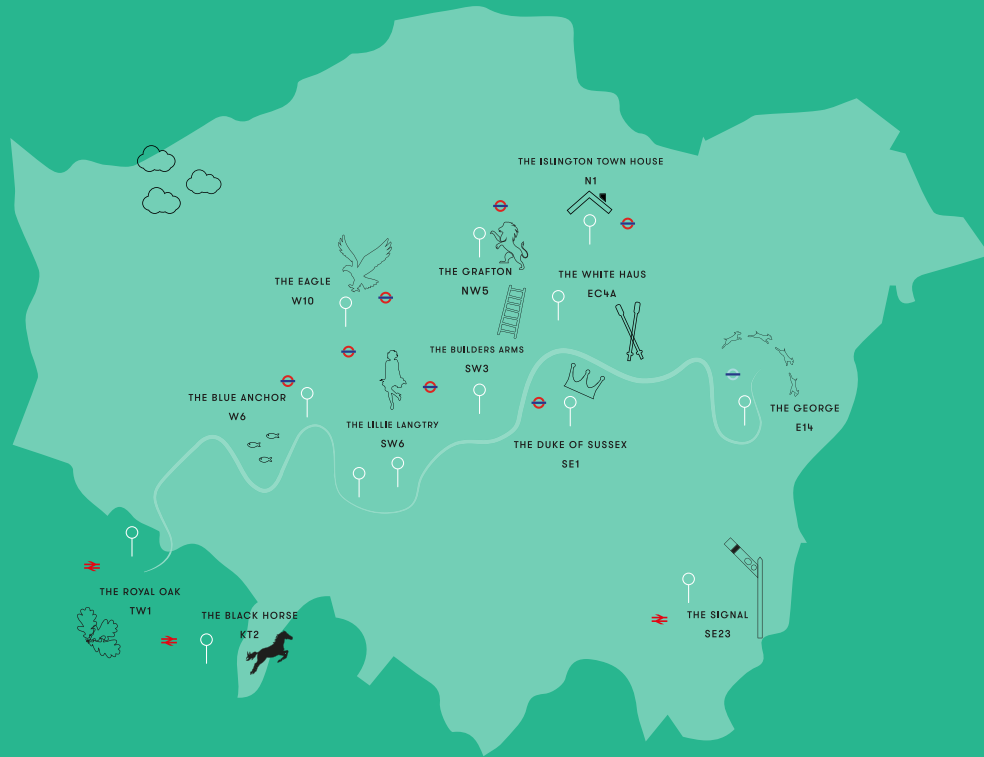 THE ISLINGTON TOWN HOUSE
N1
THE GRAFTON
NW5
THE WHITE HAUS
EC4A
THE EAGLE
W10
THE BUILDERS ARMS
SW3
THE BLUE ANCHOR
W6
THE LILLIE LANGTRY
SW6
THE GEORGE
E14
THE DUKE OF SUSSEX
SE1
THE ROYAL OAK
TW1
THE BLACK HORSE
KT2
THE SIGNAL
SE23